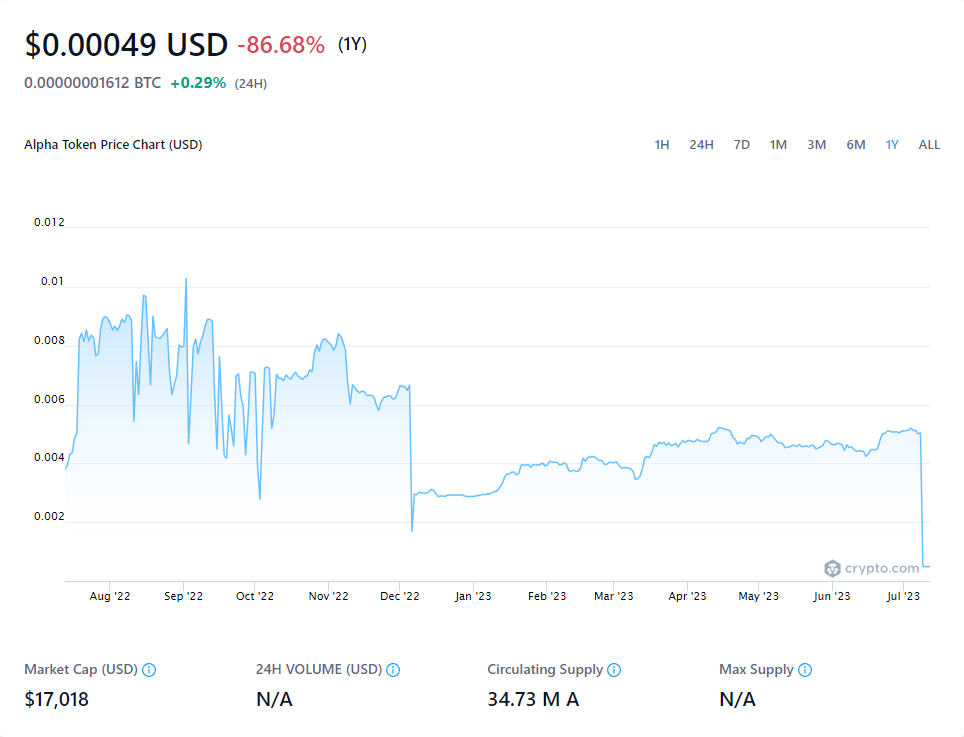 $0.00049 USD -86.68% (1Y)
0.00000001612 BTC +0.29% (24H)
Alpha Token Price Chart (USD) 1H 24H 7D 1M 3M 6M 1Y ALL
0.012
0.01
0.008
0.006
0.004
0.002
crypto.com
Aug '22 Sep '22 Oct '22 Nov '22 Dec '22 Jan '23 Feb '23 Mar '23 Apr '23 May '23 Jun '23 Jul '23
Market Cap (USD) 24H VOLUME (USD) Circulating Supply Max Supply
$17,018 N/A 34.73 M A N/A